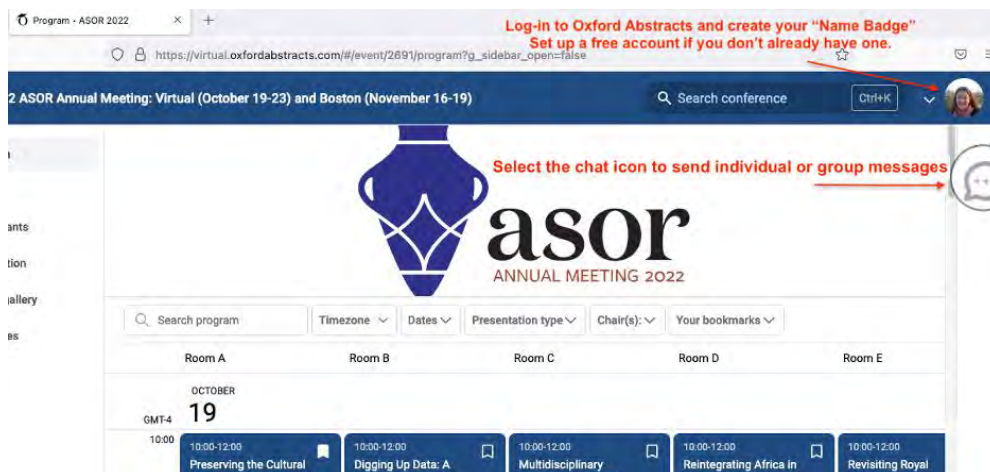 Program - ASOR 2022
Log-in to Oxford Abstracts and create your “Name Badge”
Set up a free account if you don’t already have one.
https://virtual.oxfordabstracts.com/#/event/2691/program?g_sidebar_open=false
2 ASOR Annual Meeting: Virtual (October 19-23) and Boston (November 16-19)
Search conference
Ctrl+K
Select the chat icon to send individual or group messages
ants
tion
gallery
es
asor
ANNUAL MEETING 2022
Search program
Timezone
Dates
Presentation type
Chair(s):
Your bookmarks
Room A
Room B
Room C
Room D
Room E
OCTOBER
GMT-4
19
10:00
10:00-12:00
Preserving the Cultural
10:00-12:00
Digging Up Data: A
10:00-12:00
Multidisciplinary
10:00-12:00
Reintegrating Africa in
10:00-12:00
Revisiting Royal